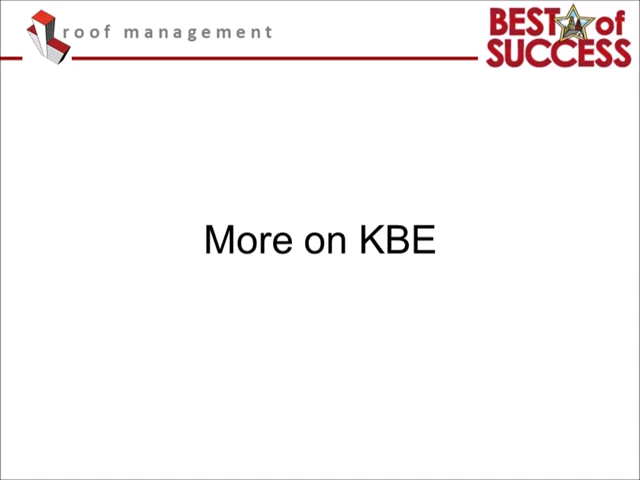 roof management
BEST of
SUCCESS
More on KBE